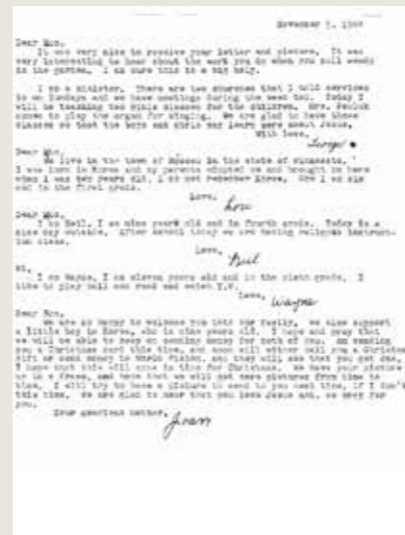 November 5, 19
Dear
It was very nice to receive your letter and picture. It was
very interesting to hear about the work you do when you pull weeds
in the garden. I am sure this is a big help.
I am a minister. There are two churches that I hold services
in on Sundays and we have meetings during the week too. Today I
will be teaching two Bible classes for the children. Mrs.
comes to play the organ for singing. We are glad to have these
classes so that the boys and girls may learn more about Jesus.
With love,
George
Dear
We live in the town of in the state of Minnesota.
I was born in Korea and my parents adopted me and brought me here
when I was two years old. I do not remember Korea. Now I am six
and in the first grade.
Love,
Lori
Dear
I am Neil, I am nine years old and in fourth grade. Today is a
nice day outside. After school today we are having religous instruct-
ion class.
Love,
Neil
Hi,
I am Wayne, I am eleven years old and in the sixth grade. I
like to play ball and read and watch T.V.
Love,
Wayne
Dear
We are so happy to welcome you into our family, we also support
a little boy in Korea, who is nine years old. I hope and pray that
we will be able to keep on sending money for both of you. Am sending
you a Christmas card this time, and soon will either mail you a Christmas
gift or send money to World Vision, and they will see that you get one.
I hope that this will come in time for Christmas. We have your picture
up in a frame, and hope that we will get more pictures from time to
time. I will try to have a picture to send to you next time, if I don't
this time. We are glad to hear that you love Jesus and, we pray for
you.
Your american mother,
Joan